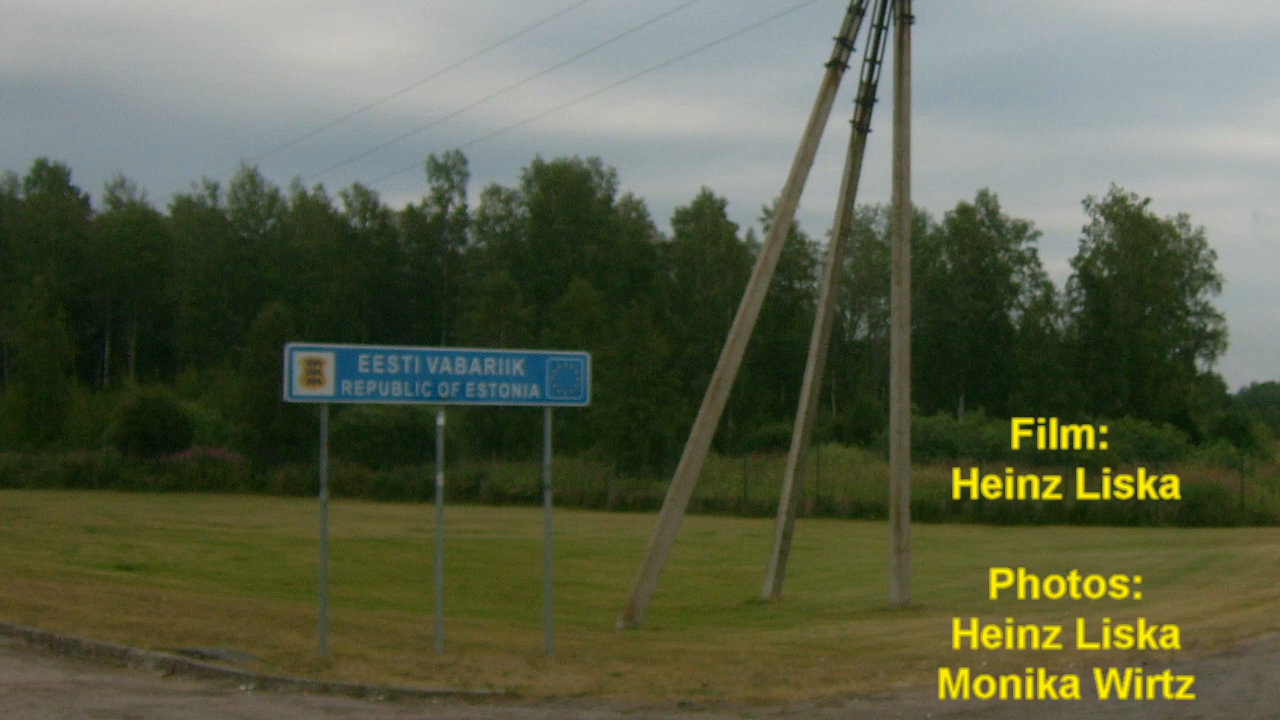 EESTI VABARIIK
REPUBLIC OF ESTONIA
Film:
Heinz Liska
Photos:
Heinz Liska
Monika Wirtz